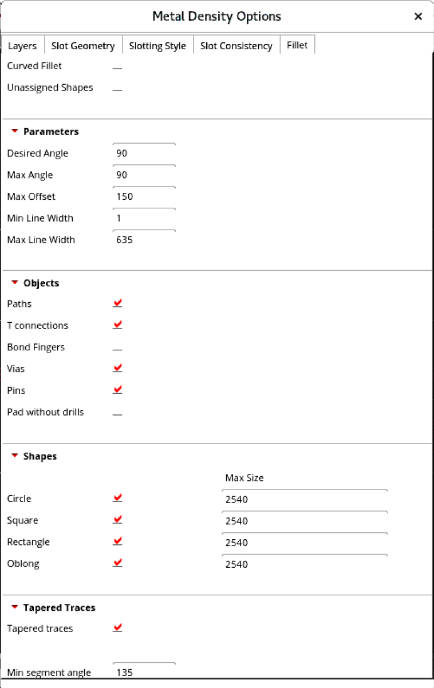 Metal Density Options ×
Layers Slot Geometry Slotting Style Slot Consistency Fillet
Curved Fillet
Unassigned Shapes
Parameters
Desired Angle 90
Max Angle 90
Max Offset 150
Min Line Width 1
Max Line Width 635
Objects
Paths
T connections
Bond Fingers
Vias
Pins
Pad without drills
Shapes
Max Size
Circle 2540
Square 2540
Rectangle 2540
Oblong 2540
Tapered Traces
Tapered traces
Min segment angle 135